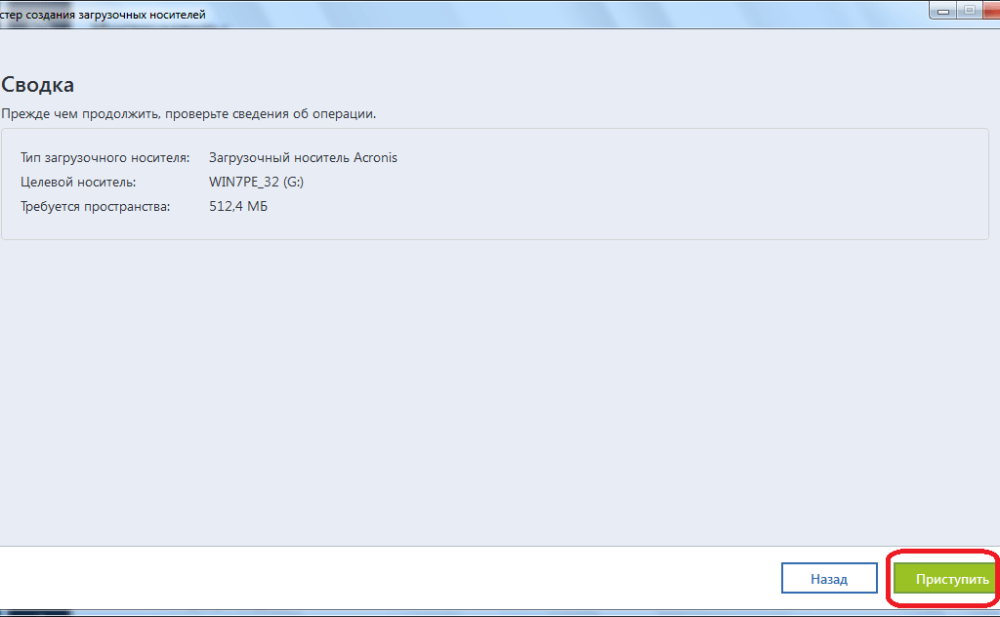 стер создания загрузочных носителей
Сводка
Прежде чем продолжить, проверьте сведения об операции.
Тип загрузочного носителя: Загрузочный носитель Acronis
Целевой носитель: WIN7PE_32 (G:)
Требуется пространства: 512,4 МБ
Назад Приступить